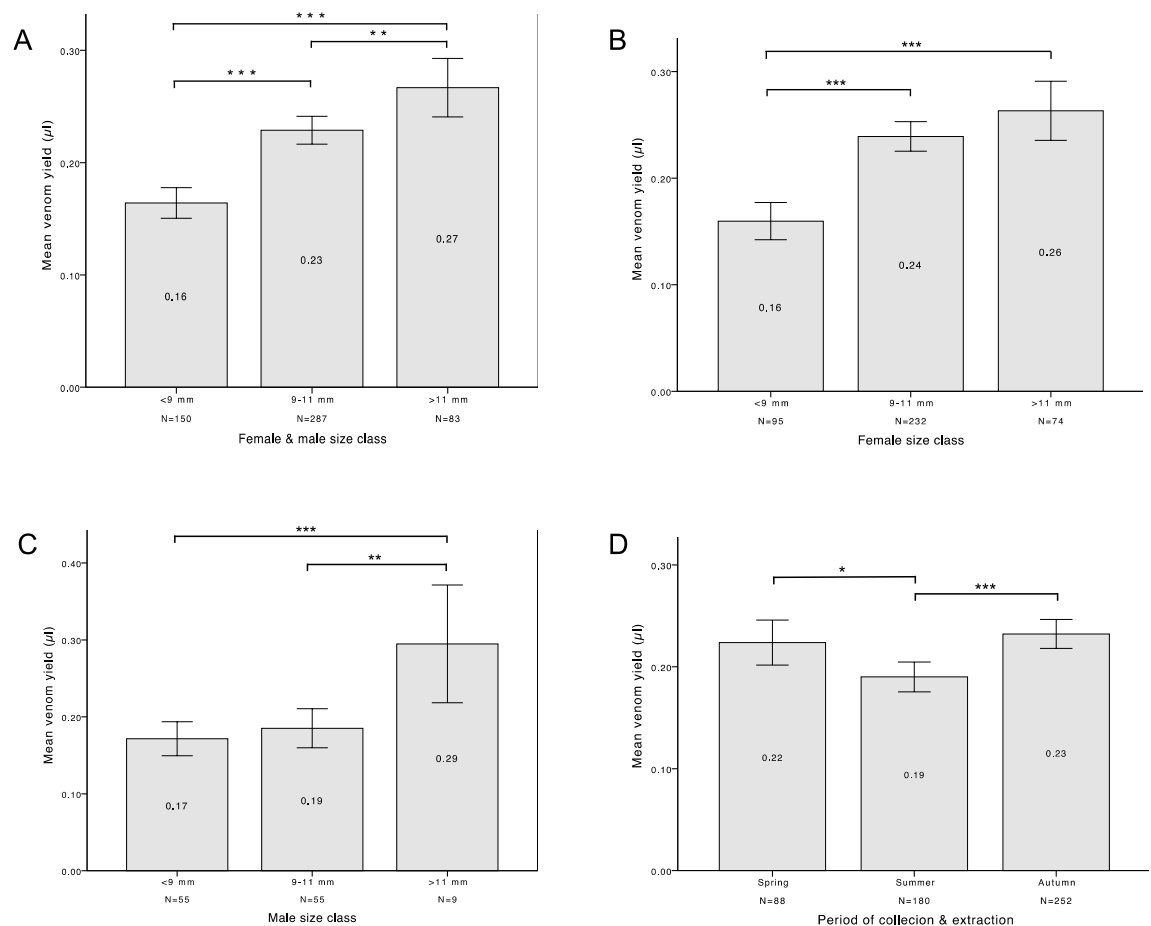 A
Mean venom yield (µl)
0.30
0.20
0.10
0.00
* * *
* *
* * *
0.16
0.23
0.27
<9 mm 9-11 mm >11 mm
N=150 N=287 N=83
Female & male size class
B
Mean venom yield (µl)
0.30
0.20
0.10
0.00
***
***
0.16
0.24
0.26
<9 mm 9-11 mm >11 mm
N=95 N=232 N=74
Female size class
C
Mean venom yield (µl)
0.40
0.30
0.20
0.10
0.00
***
**
0.17
0.19
0.29
<9 mm 9-11 mm >11 mm
N=55 N=55 N=9
Male size class
D
Mean venom yield (µl)
0.30
0.20
0.10
0.00
*
***
0.22
0.19
0.23
Spring Summer Autumn
N=88 N=180 N=252
Period of collecion & extraction